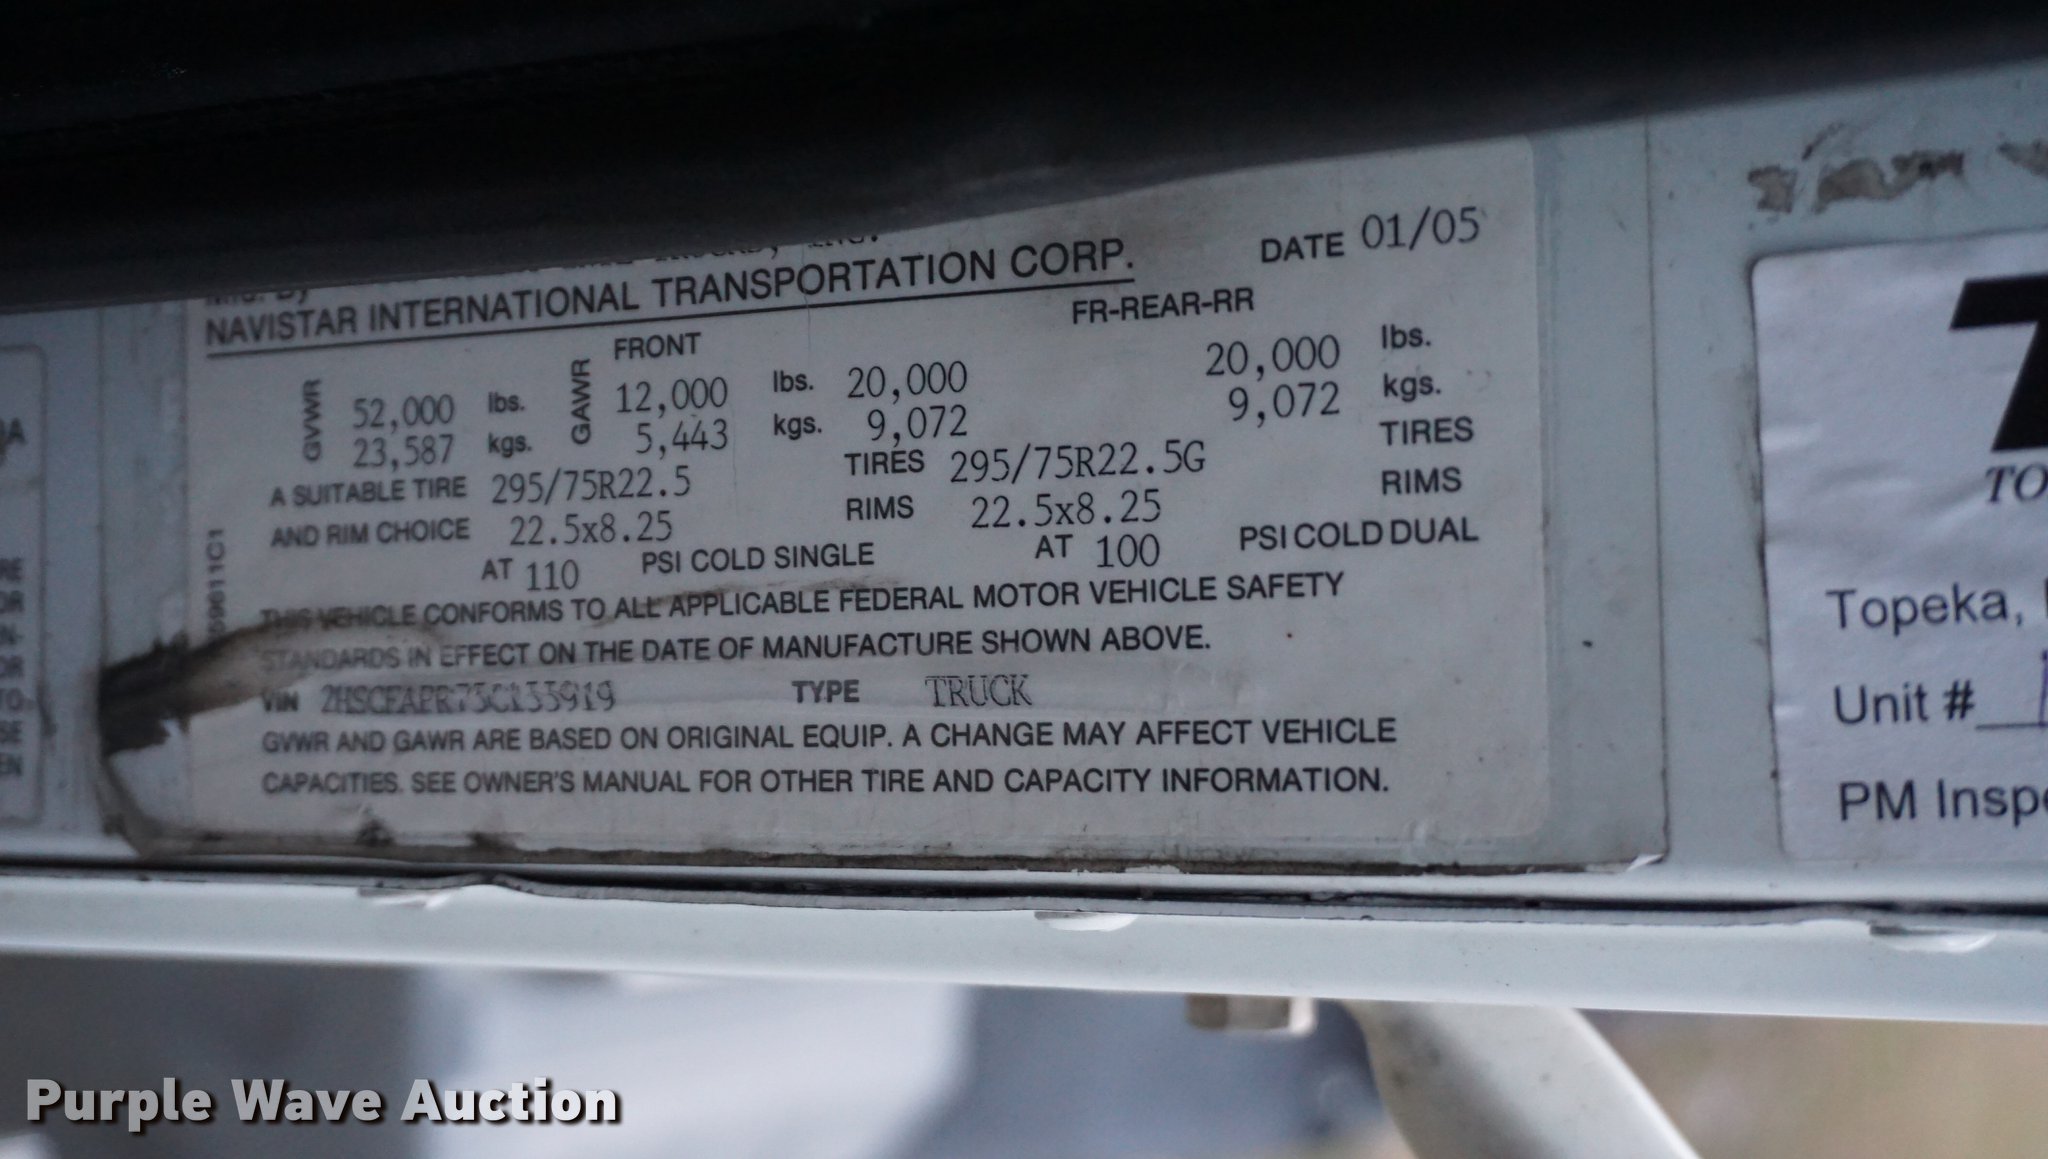 Mfd. By
NAVISTAR INTERNATIONAL TRANSPORTATION CORP.
DATE 01/05
FRONT FR-REAR-RR
GVWR 52,000 lbs. GAWR 12,000 lbs. 20,000 20,000 lbs.
23,587 kgs. 5,443 kgs. 9,072 9,072 kgs.
A SUITABLE TIRE 295/75R22.5 TIRES 295/75R22.5G TIRES
AND RIM CHOICE 22.5x8.25 RIMS 22.5x8.25 RIMS
AT 110 PSI COLD SINGLE AT 100 PSI COLD DUAL
THIS VEHICLE CONFORMS TO ALL APPLICABLE FEDERAL MOTOR VEHICLE SAFETY
STANDARDS IN EFFECT ON THE DATE OF MANUFACTURE SHOWN ABOVE.
VIN TYPE TRUCK
GVWR AND GAWR ARE BASED ON ORIGINAL EQUIP. A CHANGE MAY AFFECT VEHICLE
CAPACITIES. SEE OWNER'S MANUAL FOR OTHER TIRE AND CAPACITY INFORMATION.
TO
Topeka,
Unit #
PM Inspe
Purple Wave Auction